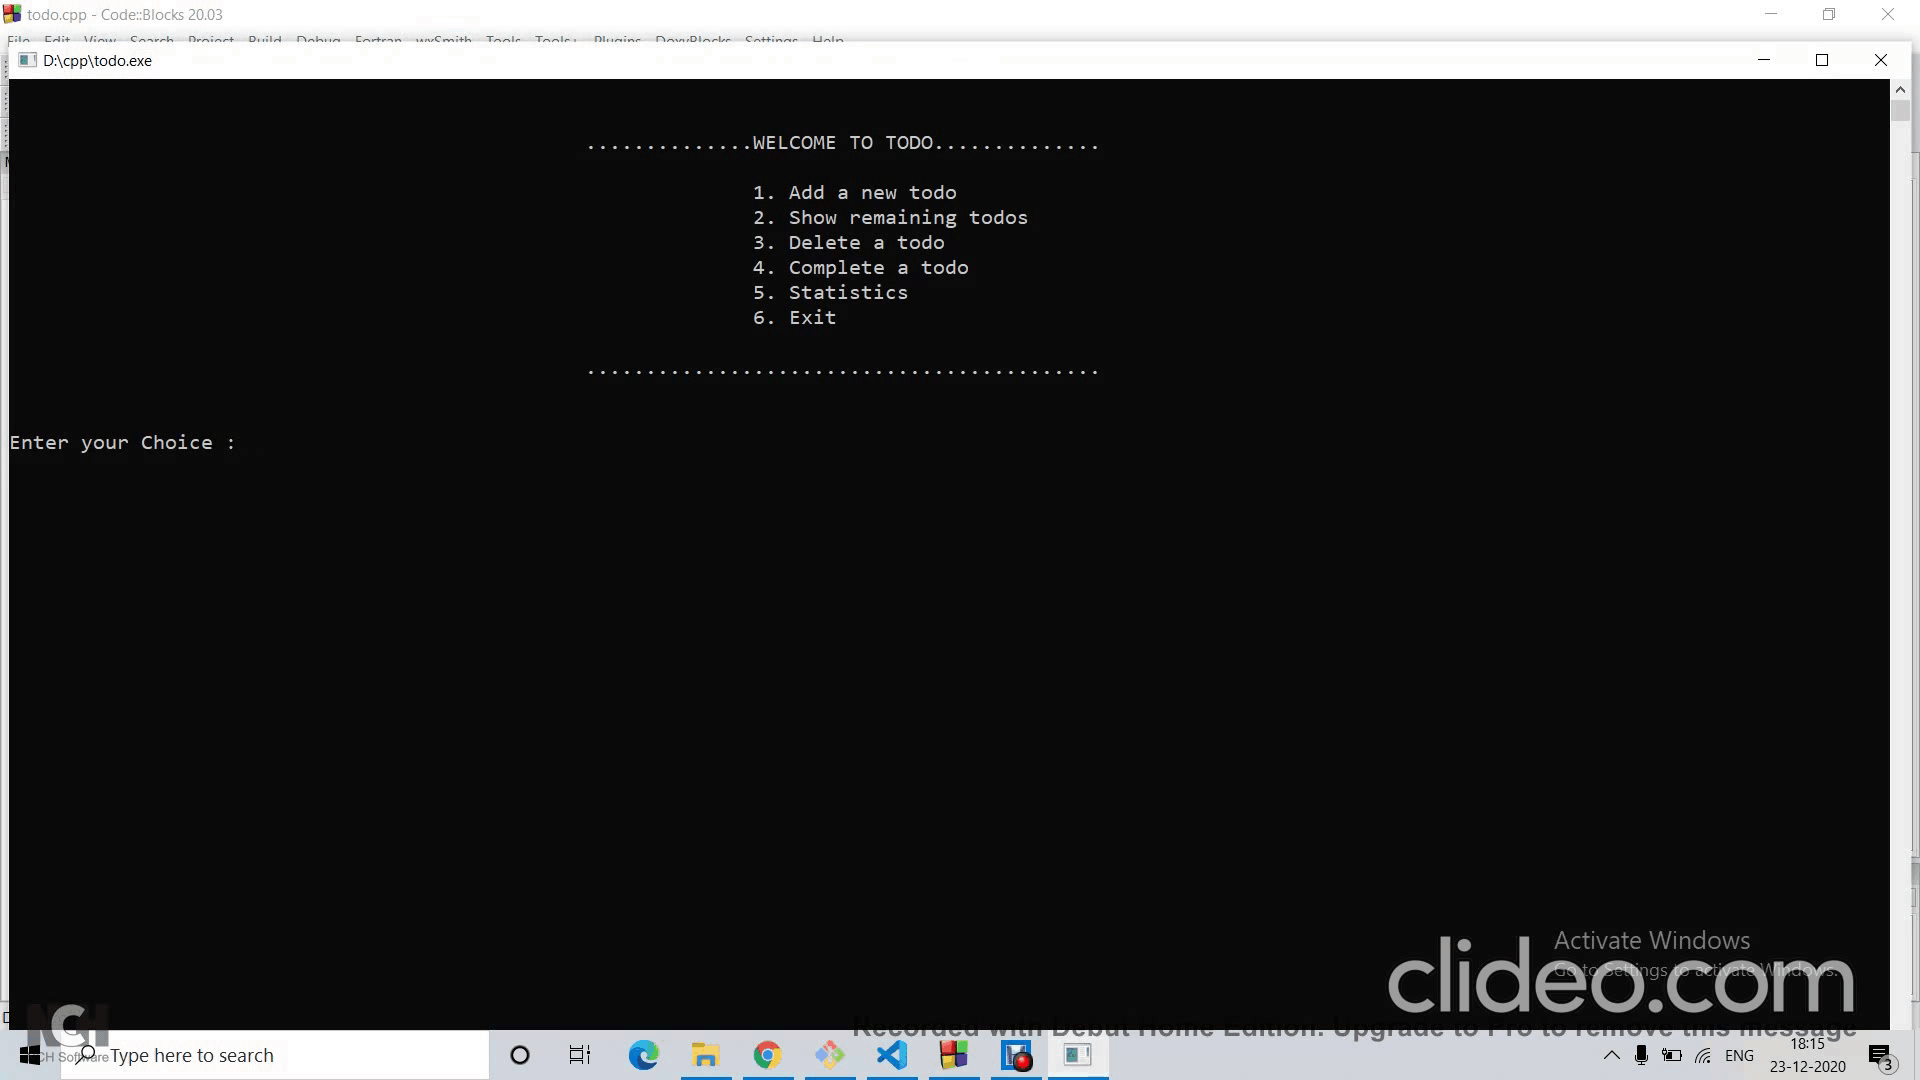 todo.cpp - Code::Blocks 20.03
File Edit View Search Project Build Debug Fortran wxSmith Tools Tools+ Plugins DoxyBlocks Settings Help
D:\cpp\todo.exe
..............WELCOME TO TODO..............
1. Add a new todo
2. Show remaining todos
3. Delete a todo
4. Complete a todo
5. Statistics
6. Exit
...........................................
Enter your Choice :
Activate Windows
Go to Settings to activate Windows.
clideo.com
NCH
NCH Software
Recorded with Debut Home Edition. Upgrade to Pro to remove this message
Type here to search
ENG
18:15
23-12-2020
3